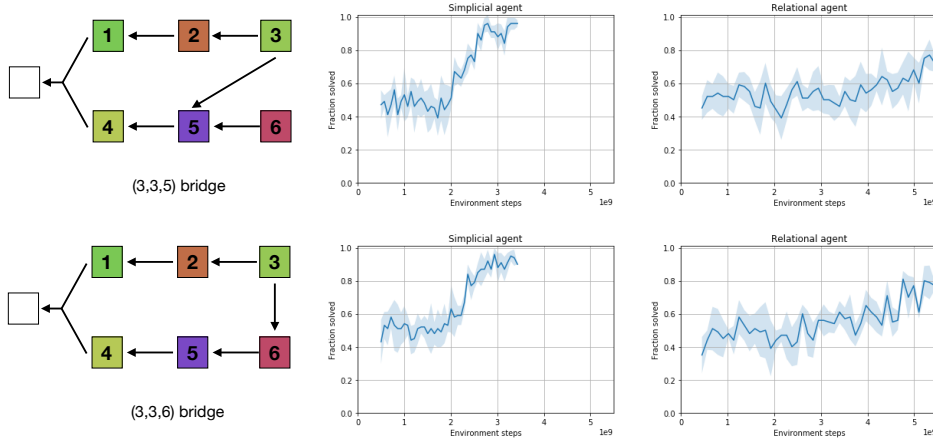 1
2
3
4
5
6
(3,3,5) bridge
Simplicial agent
Fraction solved
1.0
0.8
0.6
0.4
0.2
0.0
0 1 2 3 4 5
Environment steps
1e9
Relational agent
Fraction solved
1.0
0.8
0.6
0.4
0.2
0.0
0 1 2 3 4 5
Environment steps
1e9
1
2
3
4
5
6
(3,3,6) bridge
Simplicial agent
Fraction solved
1.0
0.8
0.6
0.4
0.2
0.0
0 1 2 3 4 5
Environment steps
1e9
Relational agent
Fraction solved
1.0
0.8
0.6
0.4
0.2
0.0
0 1 2 3 4 5
Environment steps